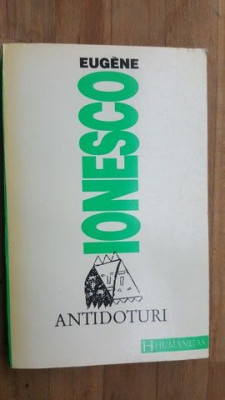 EUGÈNE
IONESCO
ANTIDOTURI
HUMANITAS